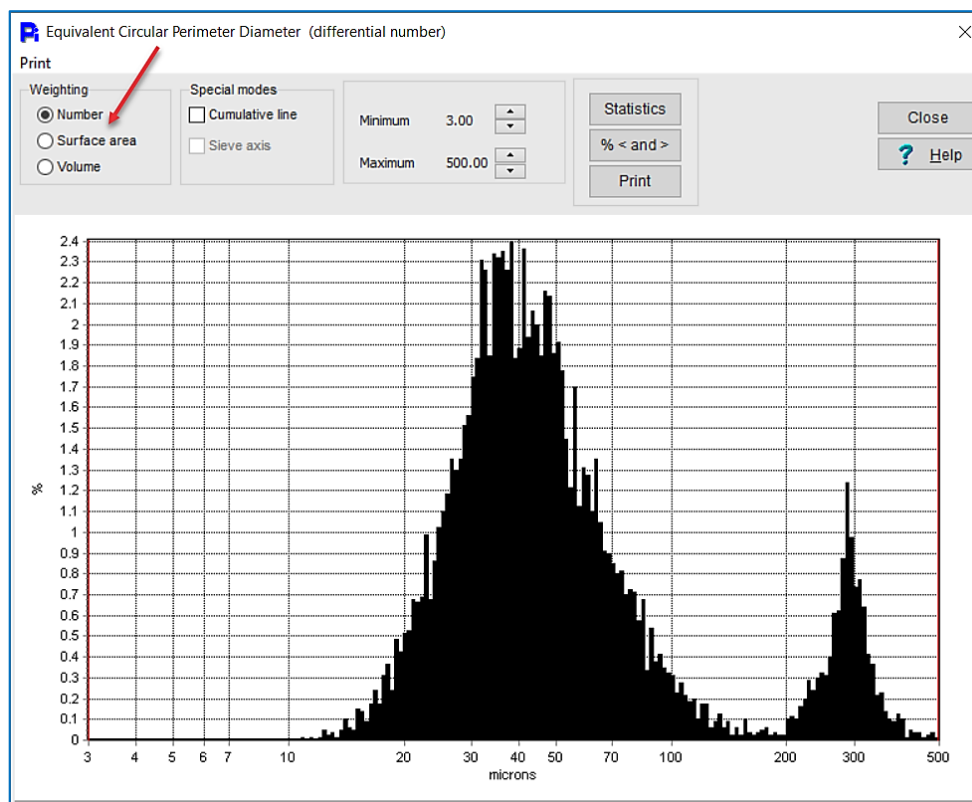 Pi Equivalent Circular Perimeter Diameter (differential number)
Print
Weighting
Number
Surface area
Volume
Special modes
Cumulative line
Sieve axis
Minimum 3.00
Maximum 500.00
Statistics
% < and >
Print
Close
? Help
2.4
2.3
2.2
2.1
2
1.9
1.8
1.7
1.6
1.5
1.4
1.3
1.2
1.1
1
0.9
0.8
0.7
0.6
0.5
0.4
0.3
0.2
0.1
0
%
3 4 5 6 7 10 20 30 40 50 70 100 200 300 500
microns